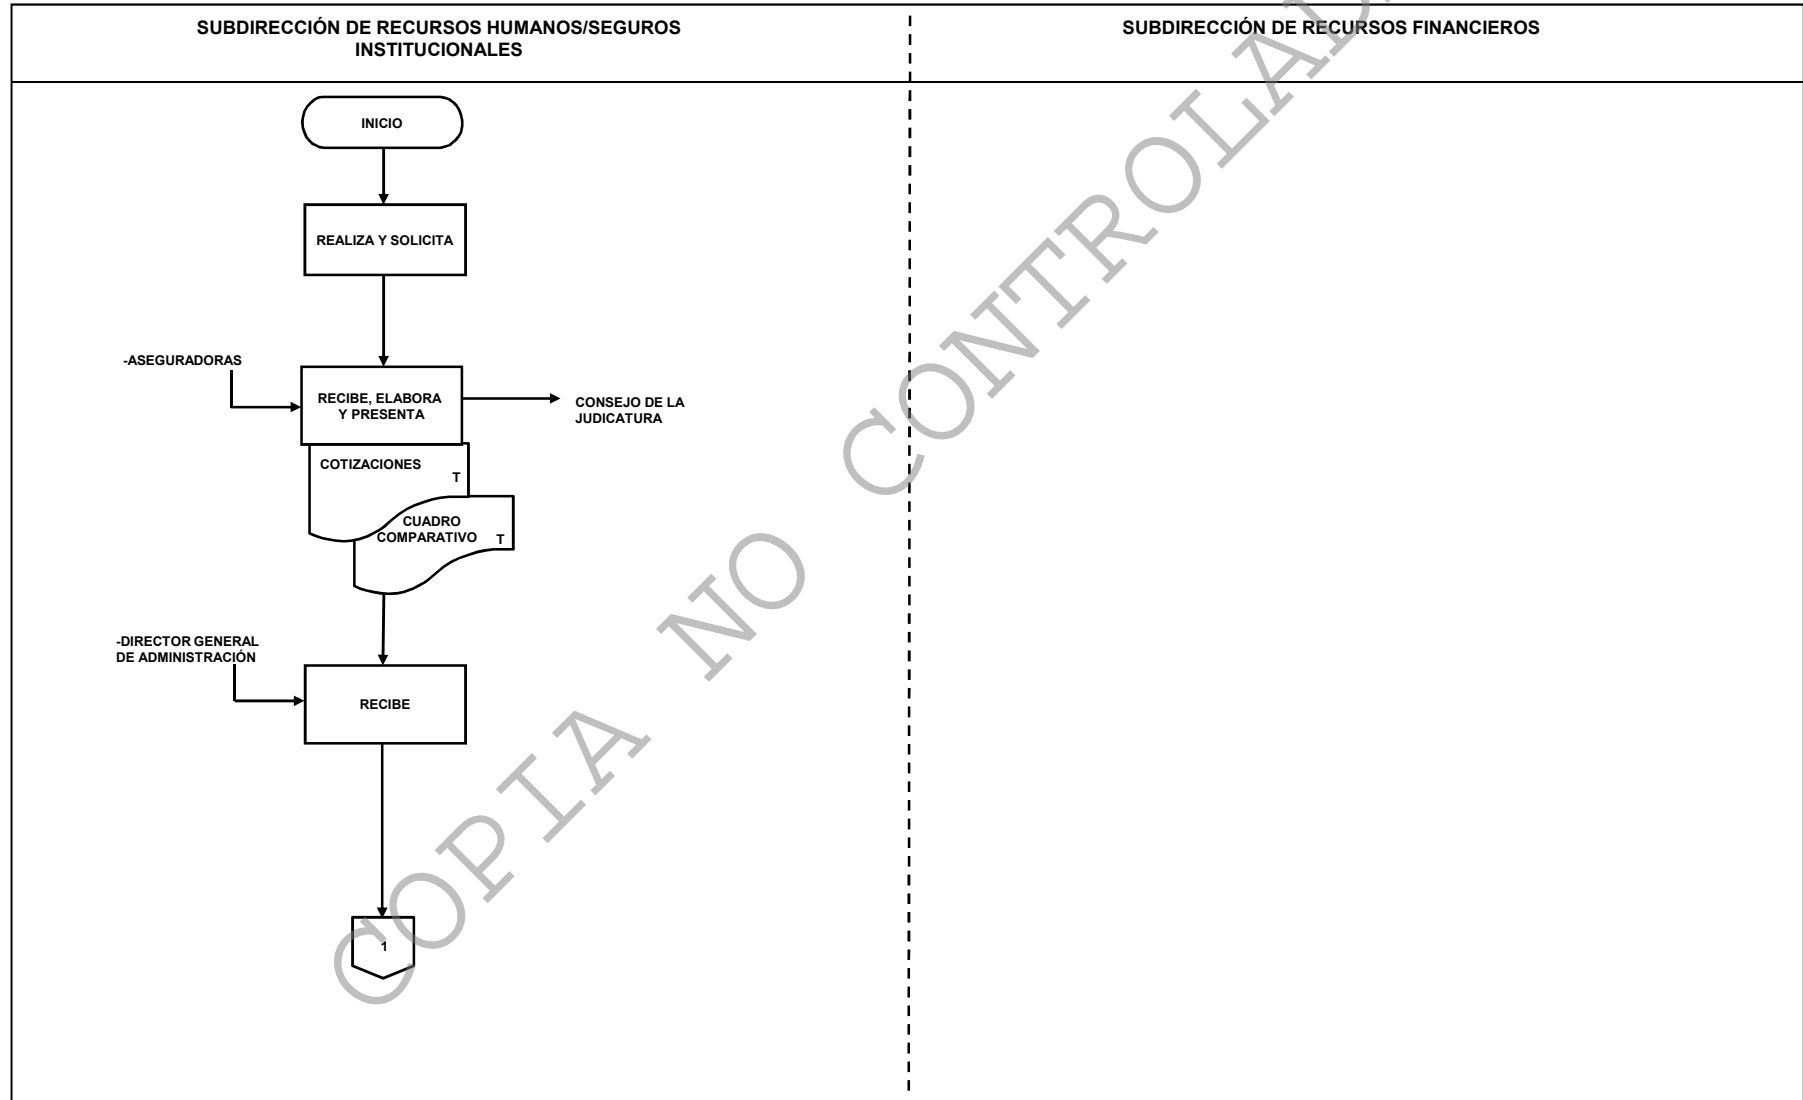 SUBDIRECCIÓN DE RECURSOS HUMANOS/SEGUROS
INSTITUCIONALES
SUBDIRECCIÓN DE RECURSOS FINANCIEROS
INICIO
REALIZA Y SOLICITA
-ASEGURADORAS
RECIBE, ELABORA
Y PRESENTA
CONSEJO DE LA
JUDICATURA
COTIZACIONES
T
CUADRO
COMPARATIVO
T
-DIRECTOR GENERAL
DE ADMINISTRACIÓN
RECIBE
1
COPIA NO CONTROLAD